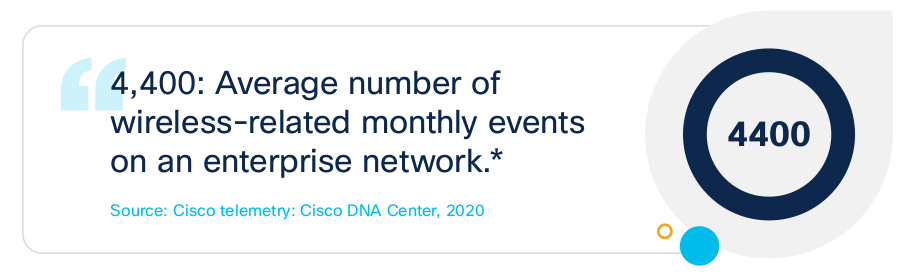 4,400: Average number of
wireless-related monthly events
on an enterprise network.*
Source: Cisco telemetry: Cisco DNA Center, 2020
4400